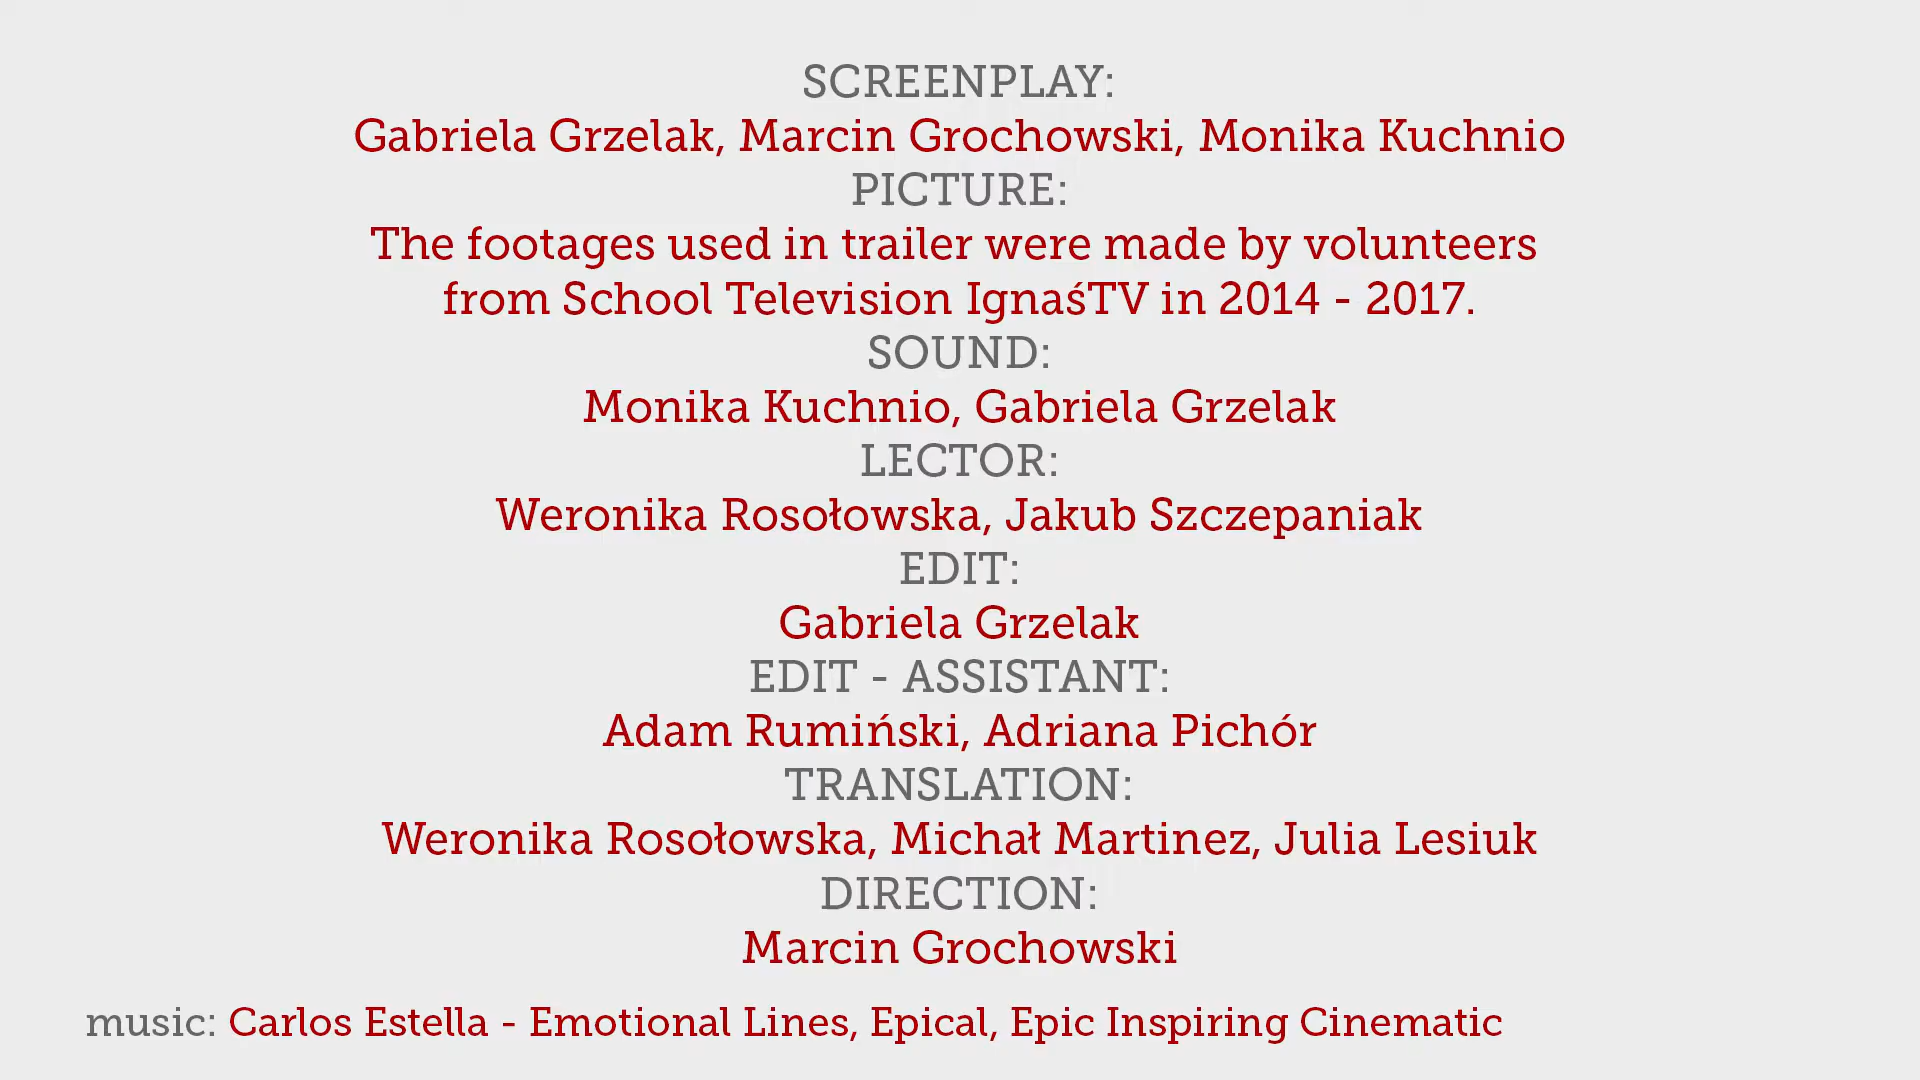 SCREENPLAY:
Gabriela Grzelak, Marcin Grochowski, Monika Kuchnio
PICTURE:
The footages used in trailer were made by volunteers
from School Television IgnaśTV in 2014 - 2017.
SOUND:
Monika Kuchnio, Gabriela Grzelak
LECTOR:
Weronika Rosołowska, Jakub Szczepaniak
EDIT:
Gabriela Grzelak
EDIT - ASSISTANT:
Adam Rumiński, Adriana Pichór
TRANSLATION:
Weronika Rosołowska, Michał Martinez, Julia Lesiuk
DIRECTION:
Marcin Grochowski
music: Carlos Estella - Emotional Lines, Epical, Epic Inspiring Cinematic